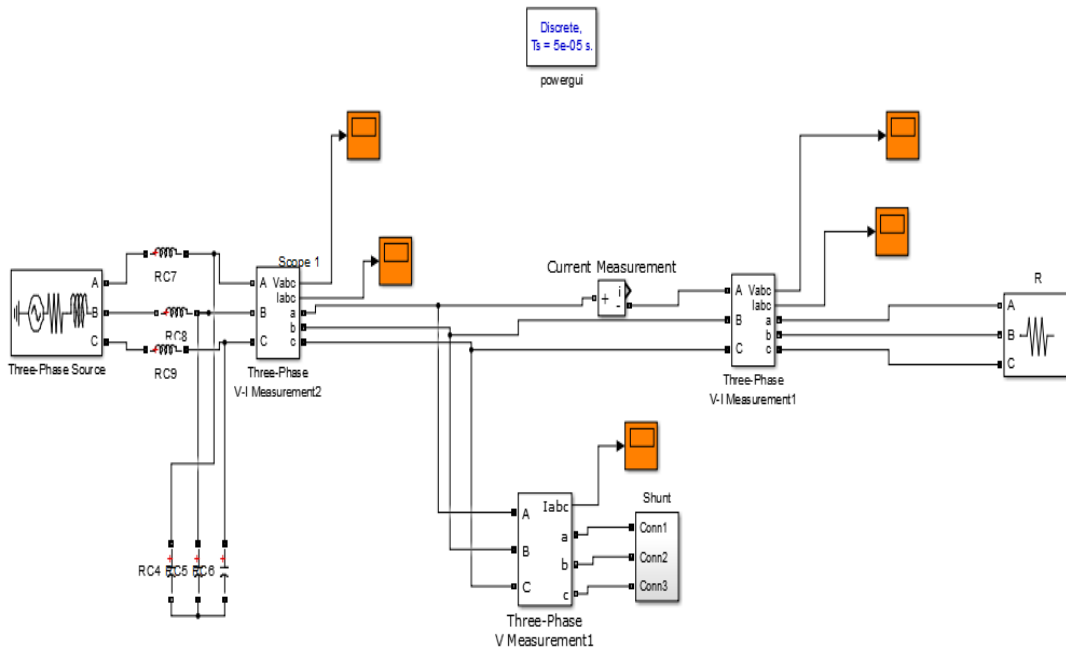 Discrete,
Ts = 5e-05 s.
powergui
Scope 1
Current Measurement
A
B
C
Three-Phase Source
RC7
RC8
RC9
A
B
C
Vabc
Iabc
a
b
c
Three-Phase
V-I Measurement2
+
i
-
A
B
C
Vabc
Iabc
a
b
c
Three-Phase
V-I Measurement1
R
A
B
C
RC4
RC5
RC6
+
+
+
A
B
C
Iabc
a
b
c
Three-Phase
V Measurement1
Shunt
Conn1
Conn2
Conn3